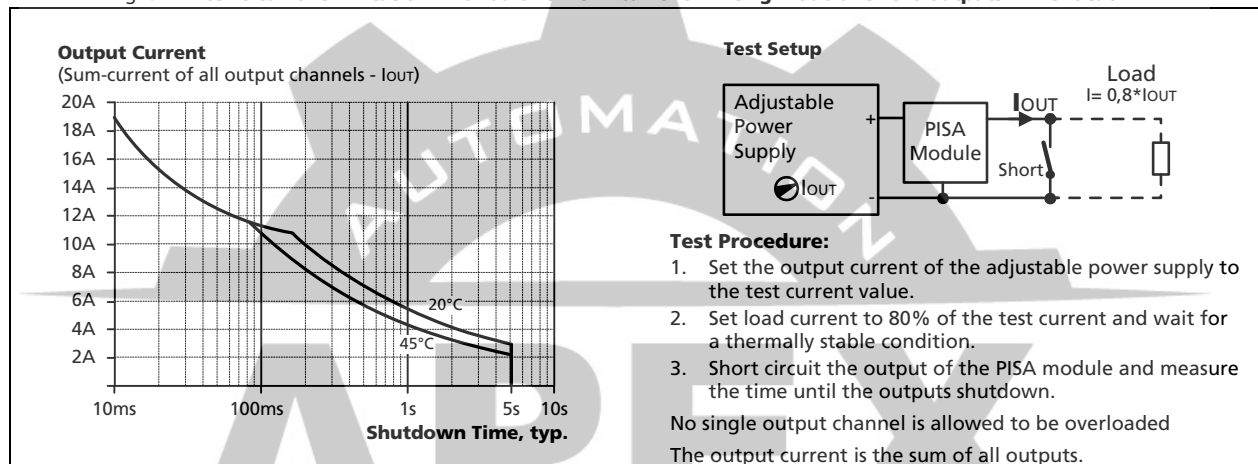 Output Current
(Sum-current of all output channels - IOUT)
20A
18A
16A
14A
12A
10A
8A
6A
4A
2A
20°C
45°C
10ms
100ms
1s
5s
10s
Shutdown Time, typ.
Test Setup
Adjustable
Power
Supply
IOUT
+
-
PISA
Module
IOUT
Short
Load
I= 0,8*IOUT
Test Procedure:
1. Set the output current of the adjustable power supply to
the test current value.
2. Set load current to 80% of the test current and wait for
a thermally stable condition.
3. Short circuit the output of the PISA module and measure
the time until the outputs shutdown.
No single output channel is allowed to be overloaded
The output current is the sum of all outputs.
AUTOMATION
APEX